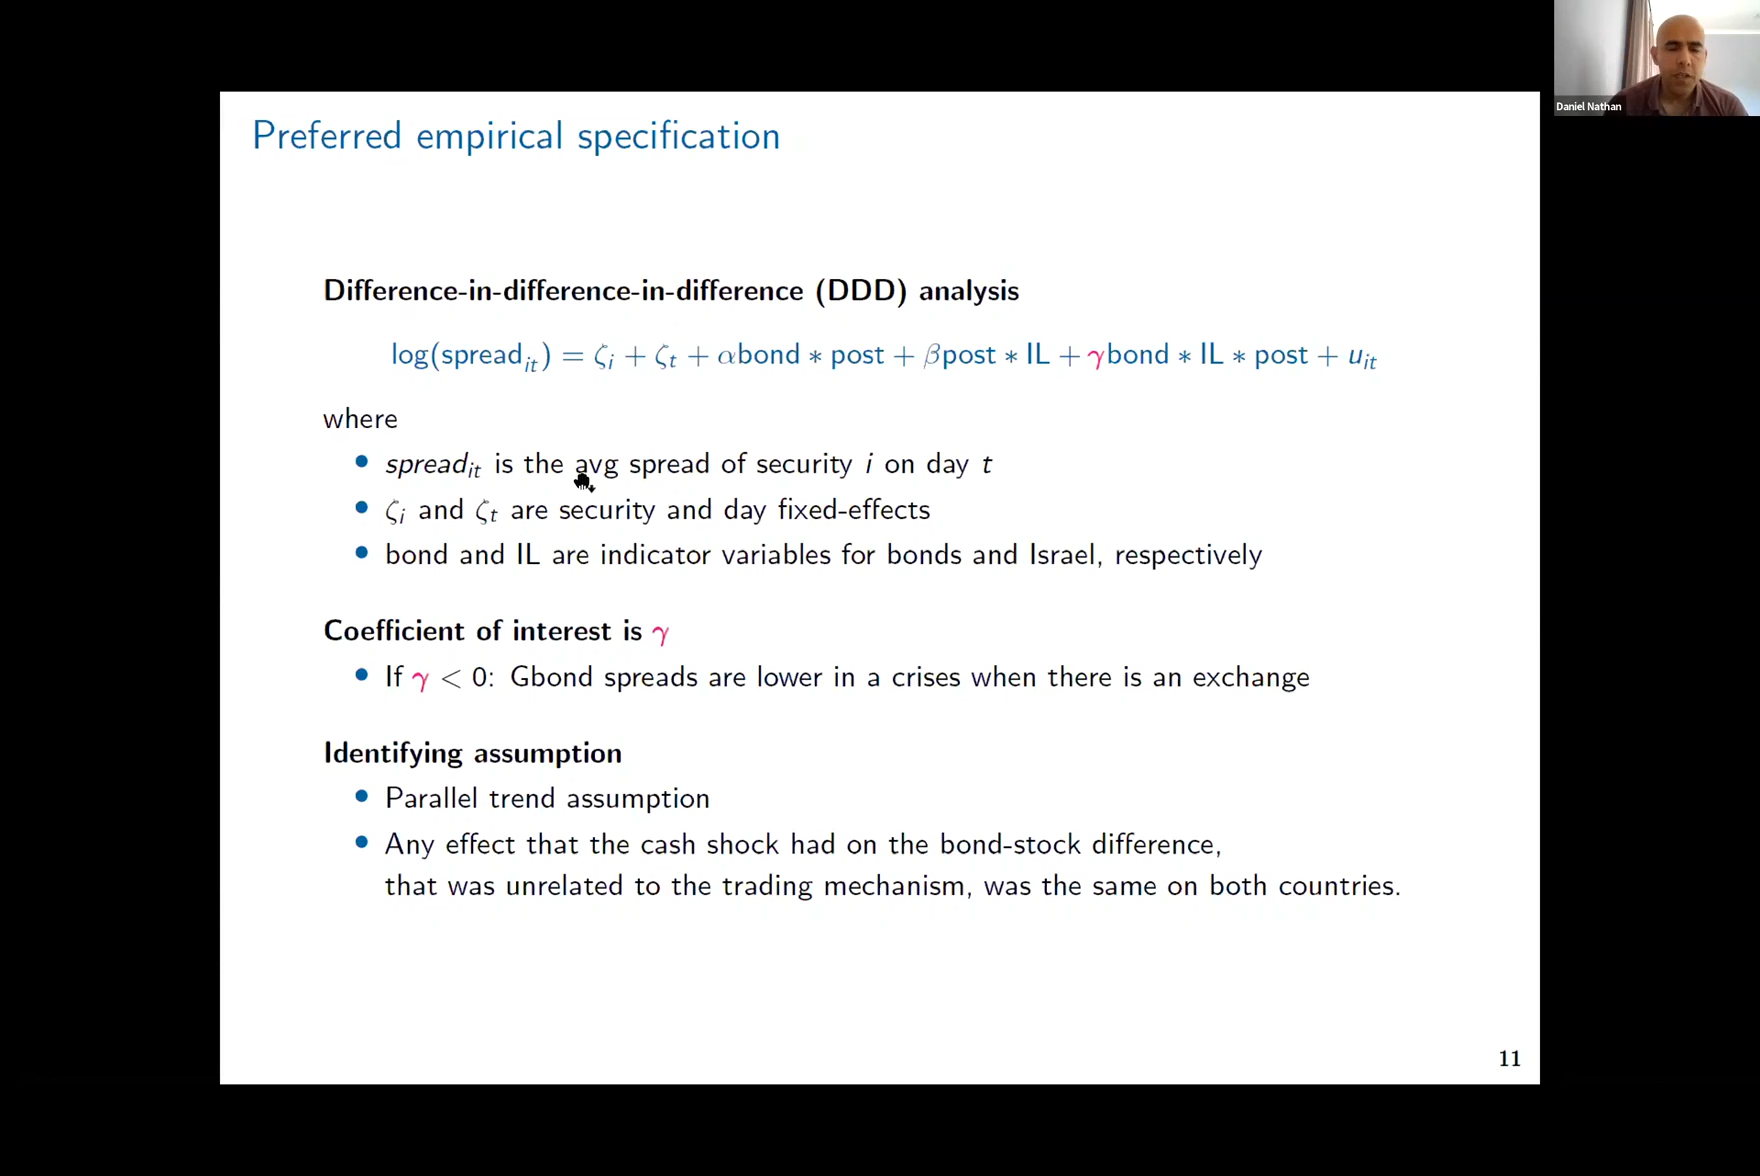 Daniel Nathan
Preferred empirical specification
Difference-in-difference-in-difference (DDD) analysis
log(spread_it) = ζ_i + ζ_t + αbond ∗ post + βpost ∗ IL + γbond ∗ IL ∗ post + u_it
where
• spread_it is the avg spread of security i on day t
• ζ_i and ζ_t are security and day fixed-effects
• bond and IL are indicator variables for bonds and Israel, respectively
Coefficient of interest is γ
• If γ < 0: Gbond spreads are lower in a crises when there is an exchange
Identifying assumption
• Parallel trend assumption
• Any effect that the cash shock had on the bond-stock difference,
that was unrelated to the trading mechanism, was the same on both countries.
11